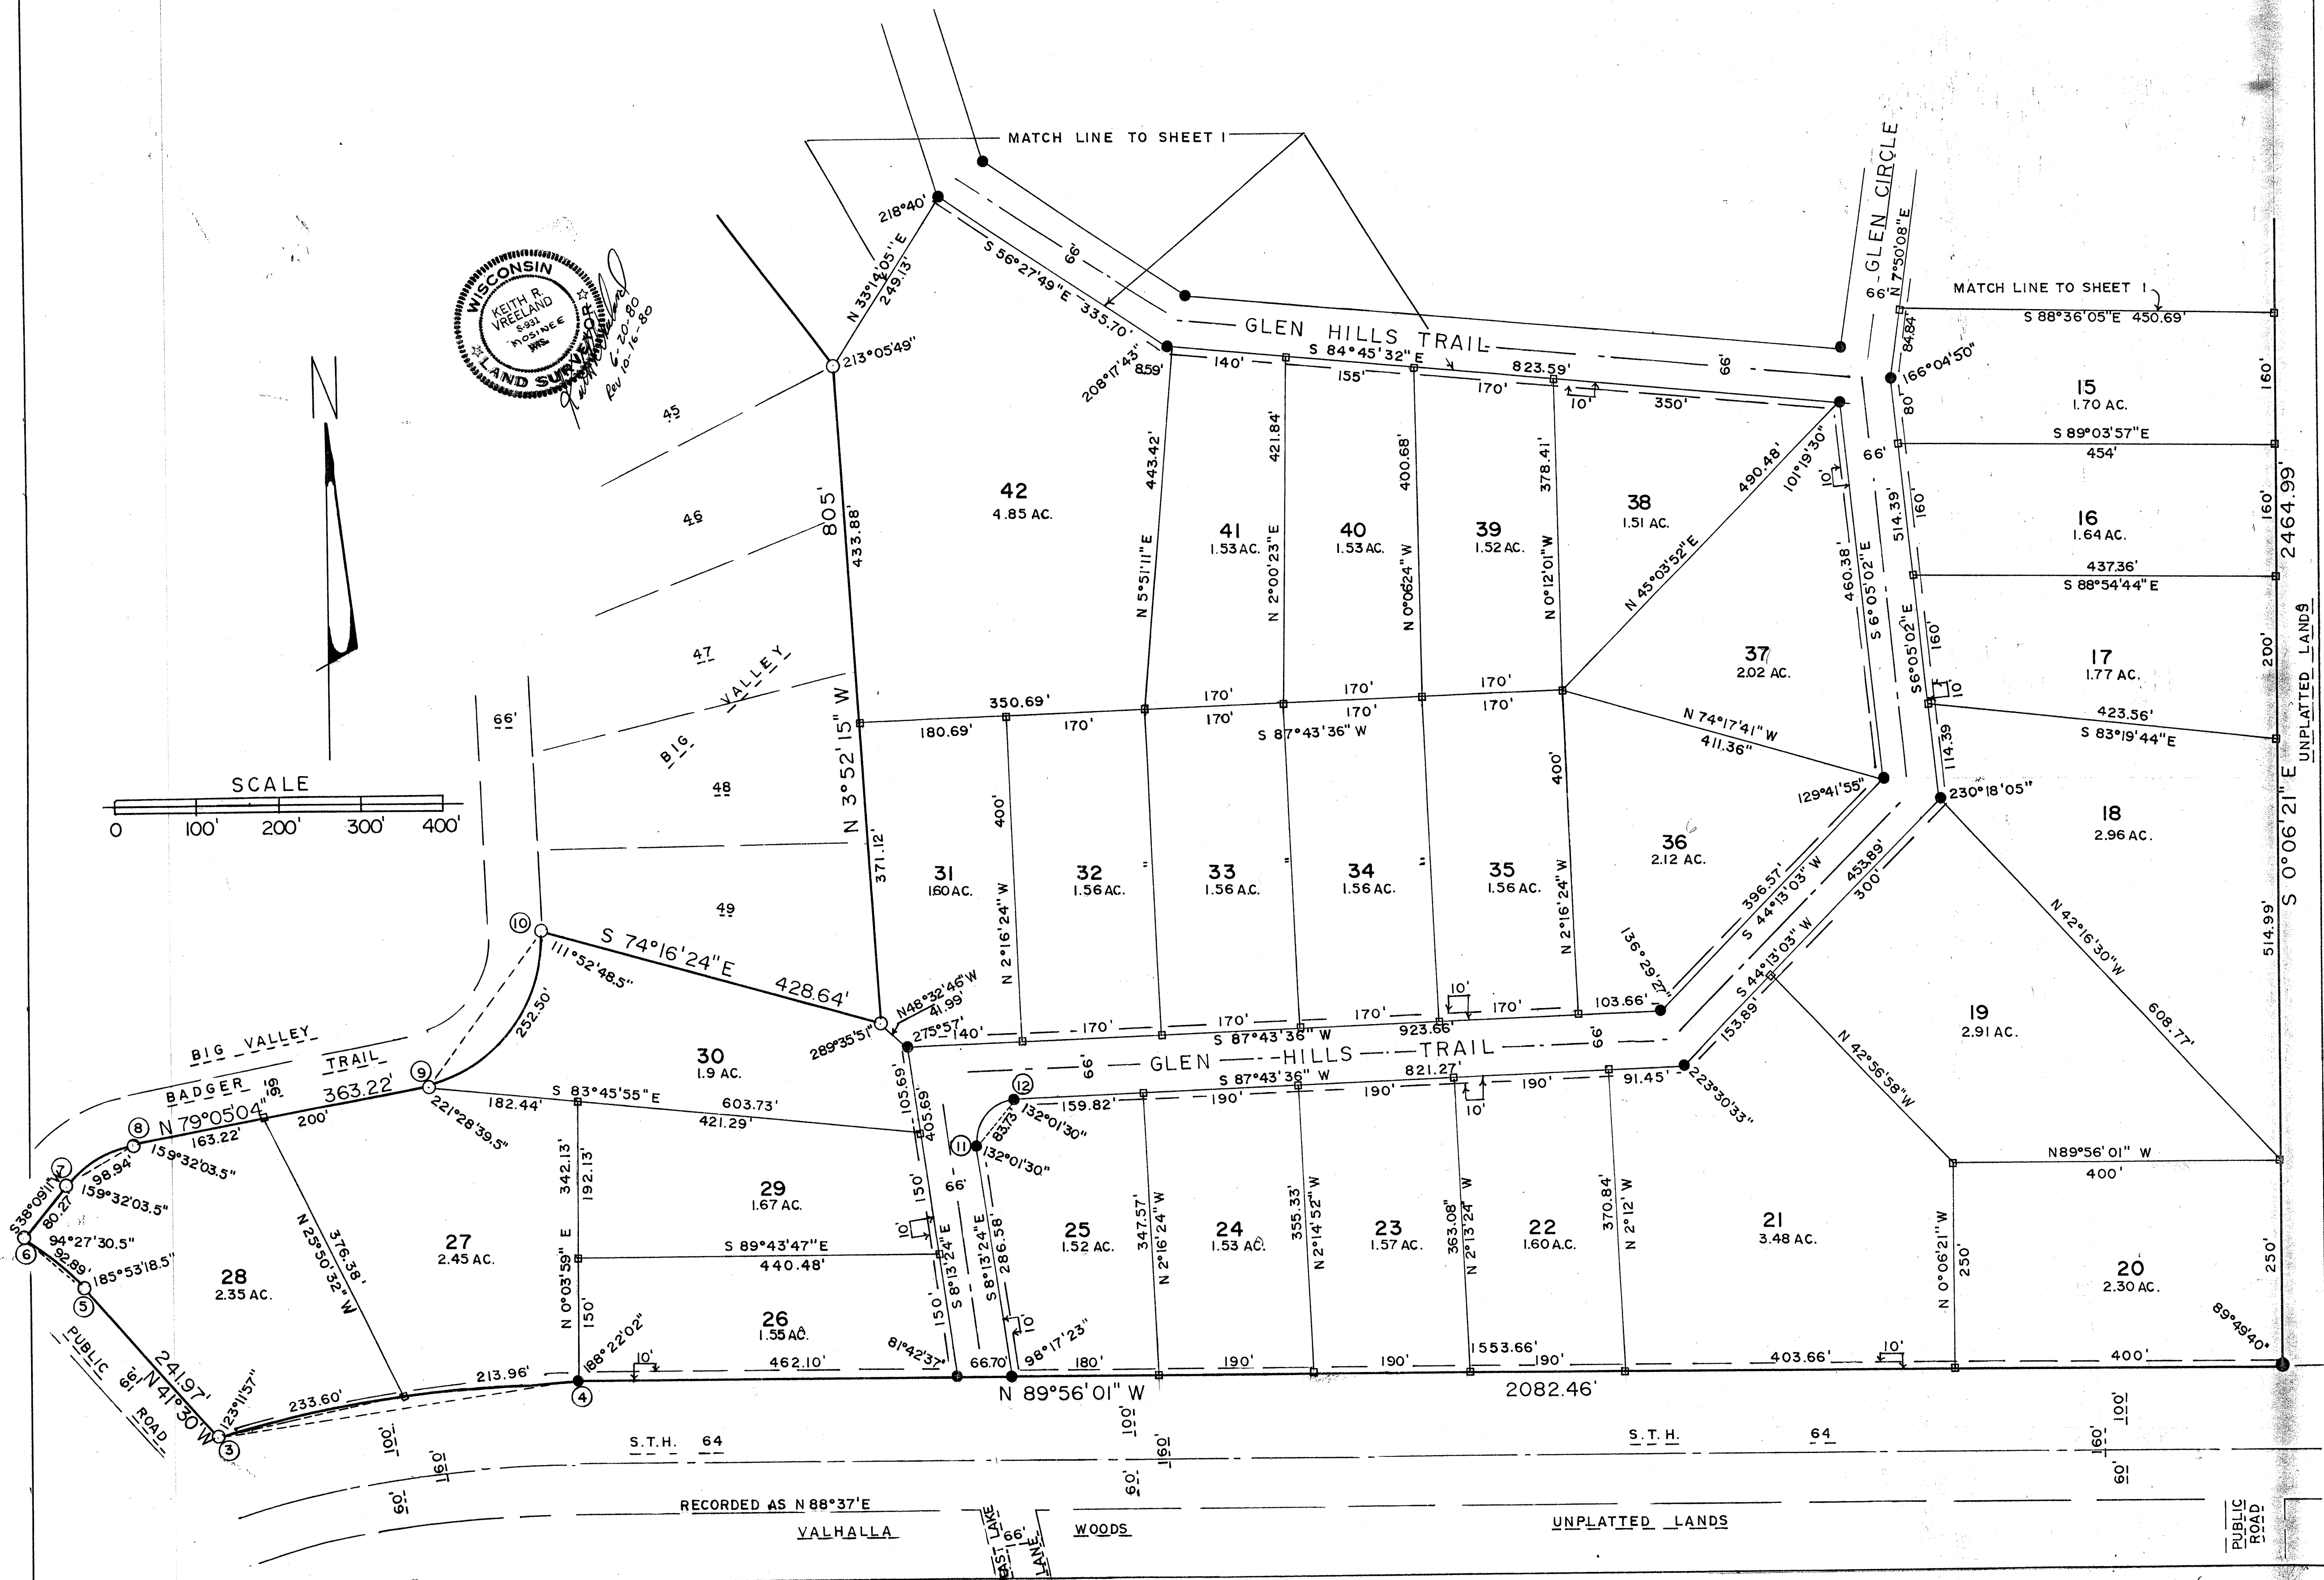 MATCH LINE TO SHEET 1
218°40'
N 33°14'05" E
249.13'
S 56°27'49" E 335.70'
66'
GLEN HILLS TRAIL
GLEN CIRCLE
N 7°50'08" E
66'
MATCH LINE TO SHEET 1
S 88°36'05"E 450.69'
84.84'
166°04'50"
WISCONSIN
KEITH R.
VREELAND
S-931
MOSINEE
WIS.
LAND SURVEYOR
6-20-80
Rev 10-16-80
N
213°05'49"
208°17'43"
8.59'
140'
S 84°45'32"E
155'
823.59'
170'
66'
10'
350'
15
1.70 AC.
80'
160'
S 89°03'57"E
454'
66'
45
46
47
48
49
BIG VALLEY
66'
805'
433.88'
N 3°52'15" W
371.12'
42
4.85 AC.
443.42'
N 5°51'11"E
41
1.53 AC.
421.84'
N 2°00'23"E
40
1.53 AC.
400.68'
N 0°06'24" W
39
1.52 AC.
378.41'
N 0°12'01"W
38
1.51 AC.
490.48'
N 45°03'52"E
101°19'30"
10'
460.38'
S 6°05'02"E
514.39'
160'
16
1.64 AC.
160'
437.36'
S 88°54'44"E
2464.99'
S 0°06'21" E
UNPLATTED LANDS
37
2.02 AC.
N 74°17'41" W
411.36"
S6°05'02"E
160'
10'
17
1.77 AC.
200'
423.56'
S 83°19'44"E
114.39
129°41'55"
230°18'05"
18
2.96 AC.
514.99'
SCALE
0 100' 200' 300' 400'
350.69'
180.69'
170'
170'
170'
170'
170'
170'
170'
S 87°43'36" W
400'
400'
31
1.60 AC.
32
1.56 AC.
"
33
1.56 A.C.
"
34
1.56 AC.
"
35
1.56 AC.
36
2.12 AC.
N 2°16'24" W
N 2°16'24" W
396.57'
S 44°13'03" W
453.89'
300'
S 44°13'03" W
153.89'
136°29'27"
N 42°16'30" W
608.77'
19
2.91 AC.
N 42°56'58"W
10
111°52'48.5"
S 74°16'24"E
428.64'
N48°32'46"W
41.99'
275°57'
289°35'51"
140'
170'
170'
170'
10'
170'
103.66'
S 87°43'36" W
923.66'
66'
GLEN HILLS TRAIL
66'
252.50'
BIG VALLEY
BADGER TRAIL
66'
N 79°05'04"
363.22'
9
221°28'39.5"
163.22'
200'
30
1.9 AC.
S 83°45'55"E
182.44'
603.73'
421.29'
105.69'
405.69'
12
132°01'30"
83.73'
11
132°01'30"
159.82'
S 87°43'36" W
190'
821.27'
190'
10'
190'
91.45'
223°30'33"
N89°56'01" W
400'
8
159°32'03.5"
7
98.94'
159°32'03.5"
S38°09'11"W
80.27'
6
94°27'30.5"
92.89'
185°53'18.5"
5
28
2.35 AC.
376.38'
N 25°50'32" W
27
2.45 AC.
342.13'
192.13'
N 0°03'59" E
150'
29
1.67 AC.
S 89°43'47"E
440.48'
150'
10'
66'
S 8°13'24"E
150'
S8°13'24"E
286.58'
10'
25
1.52 AC.
347.57'
N 2°16'24" W
24
1.53 AC.
355.33'
N2°14'52" W
23
1.57 AC.
363.08"
N 2°13'24" W
22
1.60 A.C.
370.84'
N 2°12' W
21
3.48 AC.
N 0°06'21" W
250'
20
2.30 AC.
250'
89°49'40"
PUBLIC ROAD
66'
241.97'
N 41°30' W
123°11'57"
3
233.60'
213.96'
4
188°22'02"
26
1.55 AC.
10'
462.10'
81°42'37"
66.70'
98°17'23"
180'
190'
190'
1553.66'
190'
403.66'
10'
400'
N 89°56'01" W
2082.46'
100'
160'
60'
S.T.H. 64
100'
160'
60'
S.T.H. 64
100'
160'
60'
RECORDED AS N 88°37'E
VALHALLA WOODS
EAST LAKE LANE
66'
UNPLATTED LANDS
PUBLIC ROAD